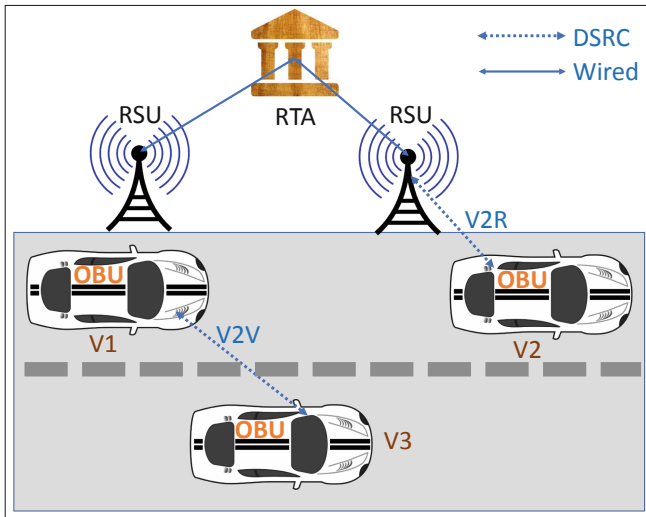 DSRC
Wired
RSU
RTA
RSU
V2R
OBU
OBU
V1
V2V
V2
OBU
V3